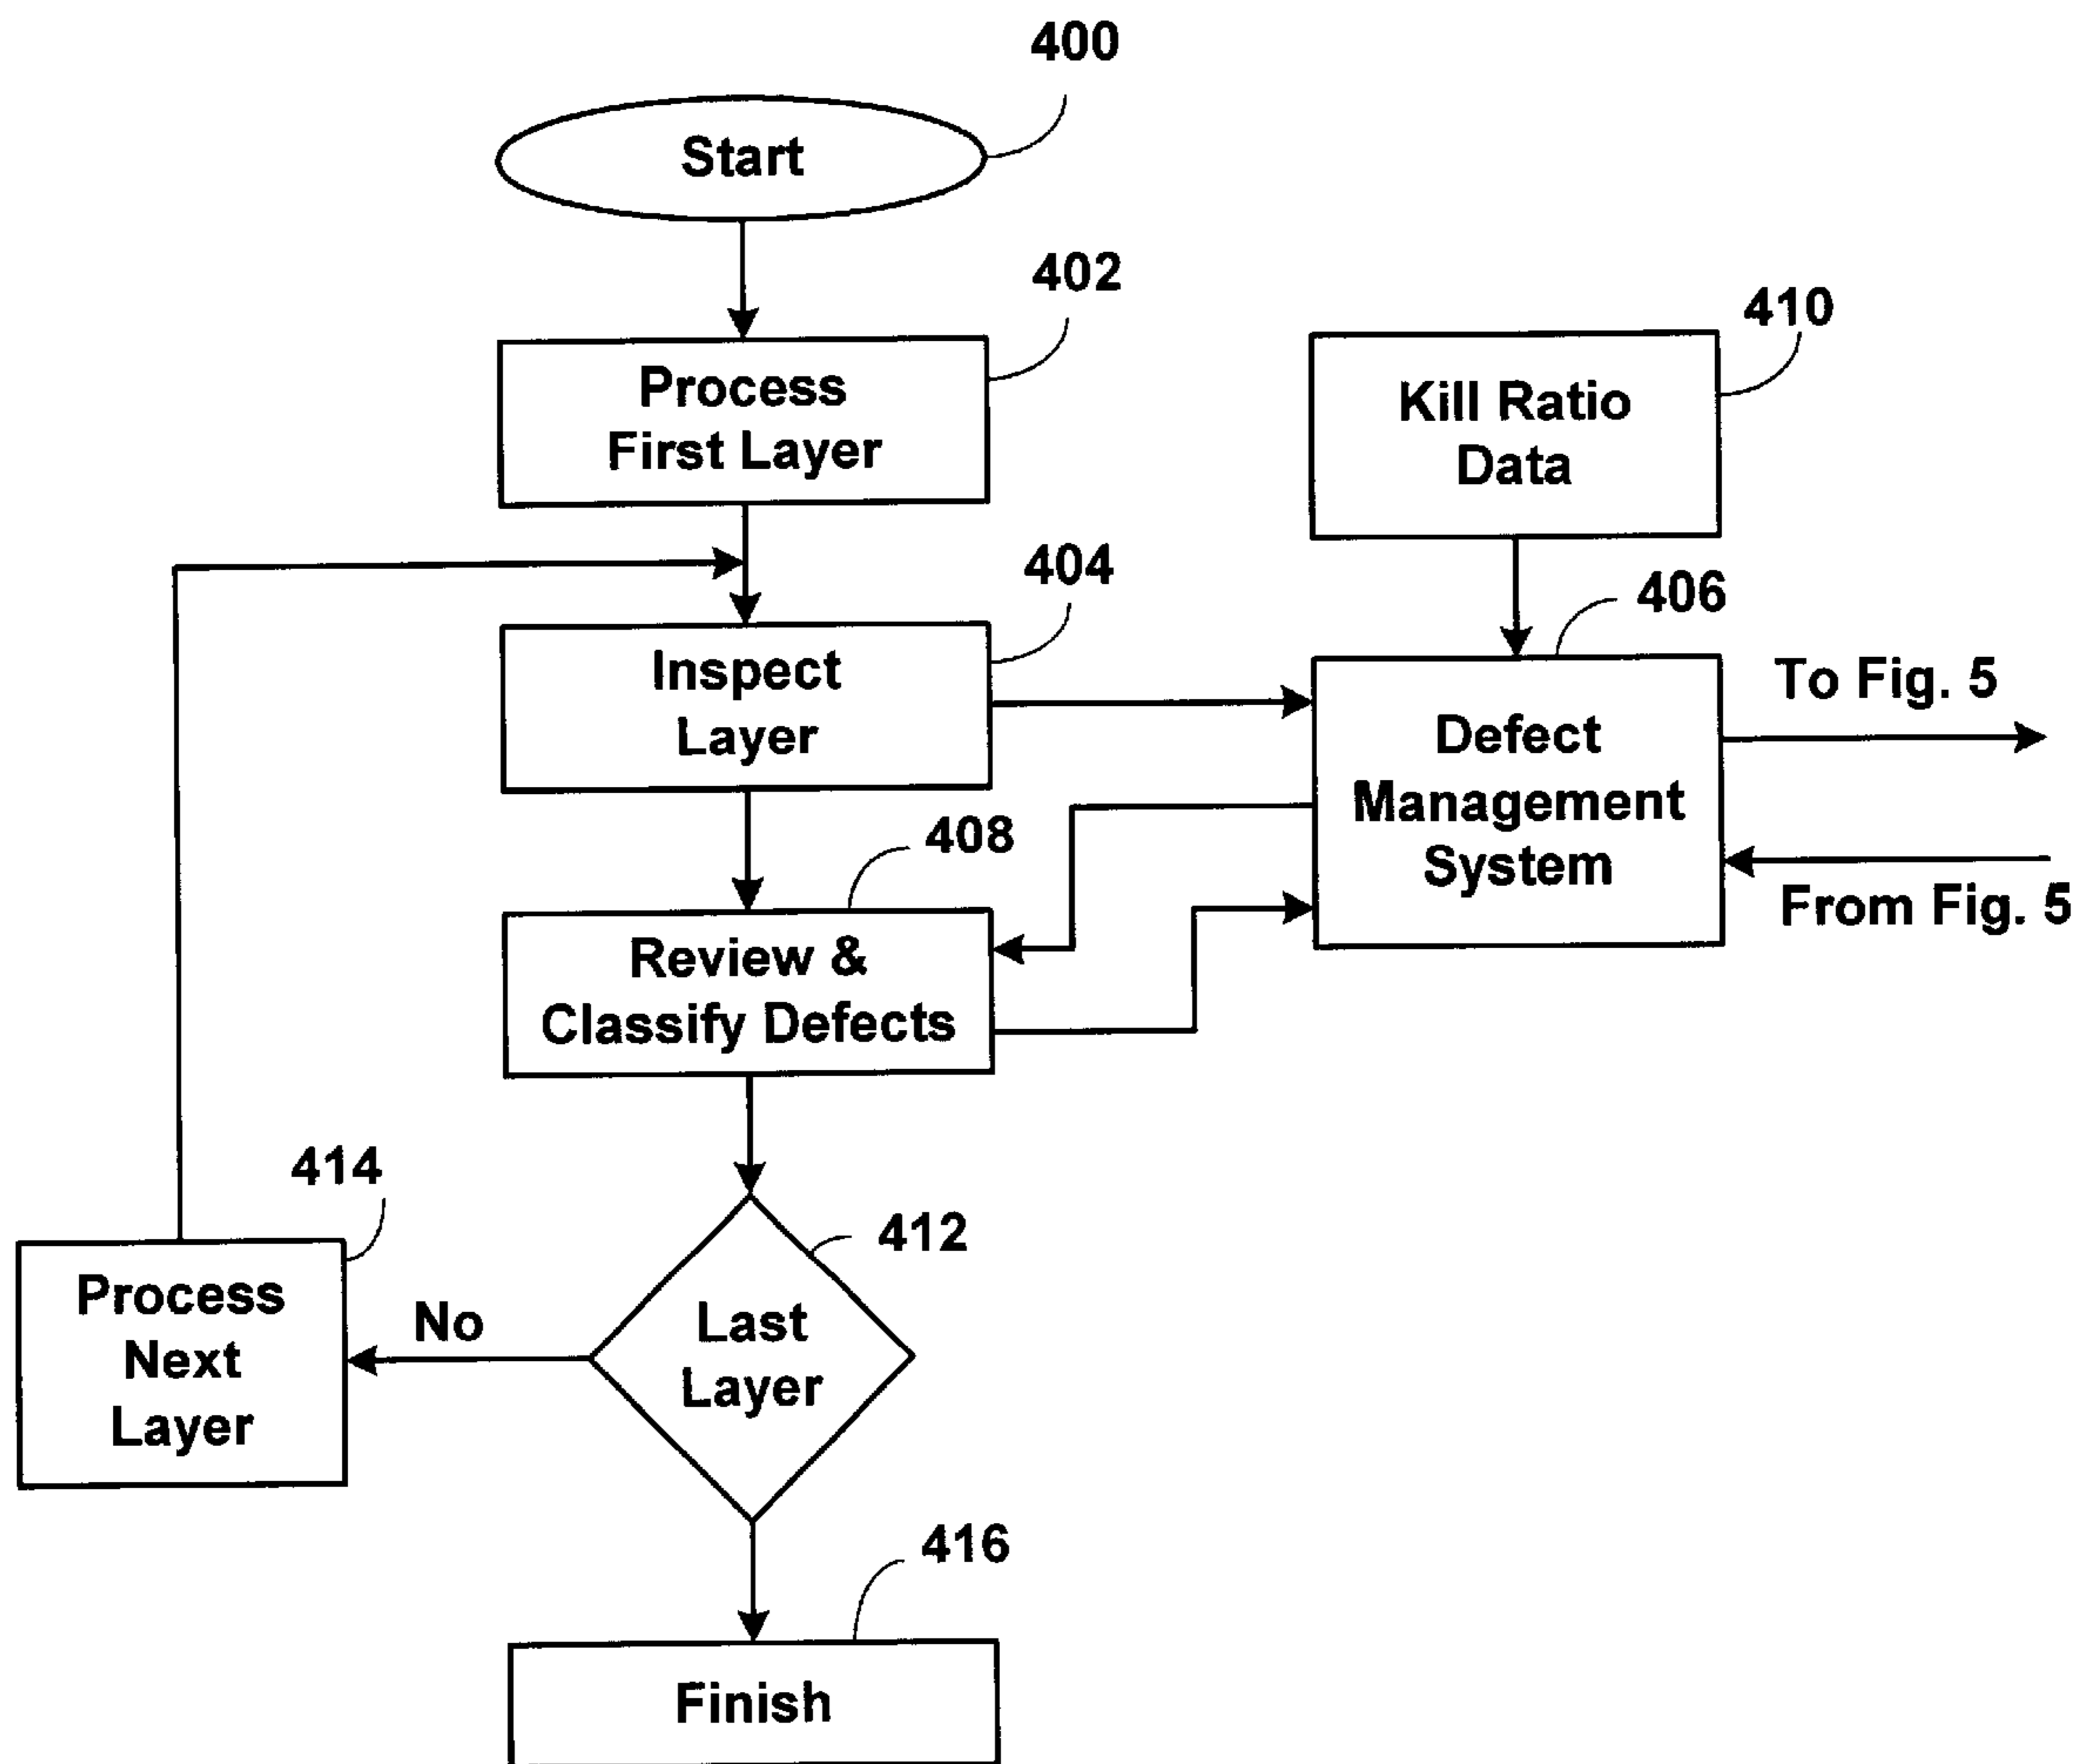 400
Start
402
Process
First Layer
410
Kill Ratio
Data
404
Inspect
Layer
406
Defect
Management
System
To Fig. 5
From Fig. 5
408
Review &
Classify Defects
414
Process
Next
Layer
No
412
Last
Layer
416
Finish